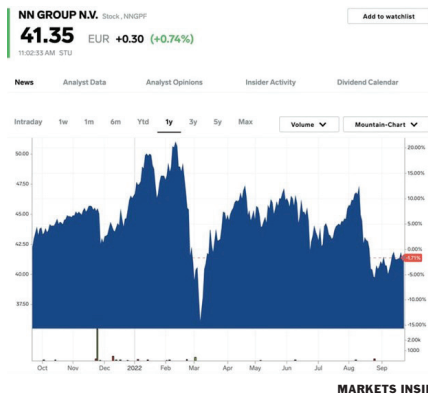 NN GROUP N.V. Stock, NNGPF
Add to watchlist
41.35 EUR +0.30 (+0.74%)
11:02:33 AM STU
News Analyst Data Analyst Opinions Insider Activity Dividend Calendar
Intraday 1w 1m 6m Ytd 1y 3y 5y Max Volume Mountain-Chart
50.00
47.50
45.00
42.50
40.00
37.50
20.00%
15.00%
10.00%
5.00%
0.00%
-1.71%
-5.00%
-10.00%
-15.00%
2.00k
1000
Oct Nov Dec 2022 Feb Mar Apr May Jun Jul Aug Sep
MARKETS INSI